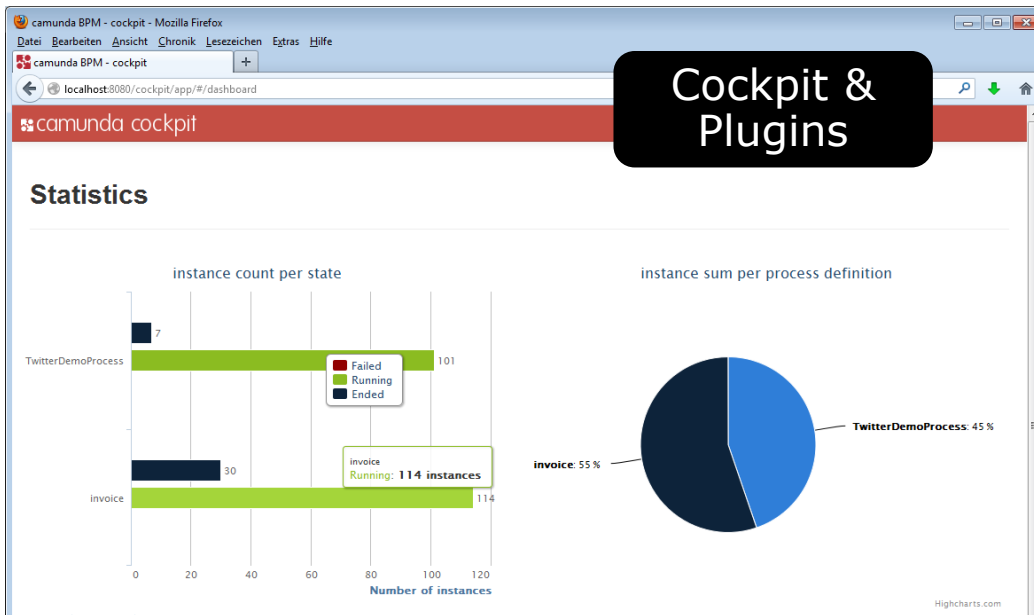 camunda BPM - cockpit - Mozilla Firefox
Datei Bearbeiten Ansicht Chronik Lesezeichen Extras Hilfe
camunda BPM - cockpit
+
localhost:8080/cockpit/app/#/dashboard
Cockpit &
Plugins
camunda cockpit
Statistics
instance count per state
7
TwitterDemoProcess
101
Failed
Running
Ended
invoice
Running: 114 instances
30
invoice
114
0 20 40 60 80 100 120
Number of instances
instance sum per process definition
TwitterDemoProcess: 45 %
invoice: 55 %
Highcharts.com